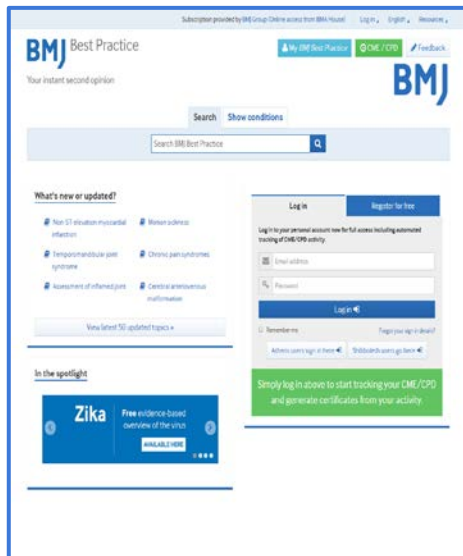 Subscription provided by BMJ Group (Online access from BMA House) Log in English Resources
BMJ Best Practice
My BMJ Best Practice CME / CPD Feedback
BMJ
Your instant second opinion
Search Show conditions
Search BMJ Best Practice
What's new or updated?
Non ST-elevation myocardial infarction
Motion sickness
Temporomandibular joint syndrome
Chronic pain syndromes
Assessment of inflamed joint
Cerebral arteriovenous malformation
View latest 50 updated topics »
In the spotlight
Zika
Free evidence-based
overview of the virus
AVAILABLE HERE
Log in Register for free
Log in to your personal account now for full access including automated
tracking of CME/CPD activity.
Email address
Password
Log in
Remember me Forgot your sign in details?
Athens users sign in here Shibboleth users go here
Simply log in above to start tracking your CME/CPD
and generate certificates from your activity.